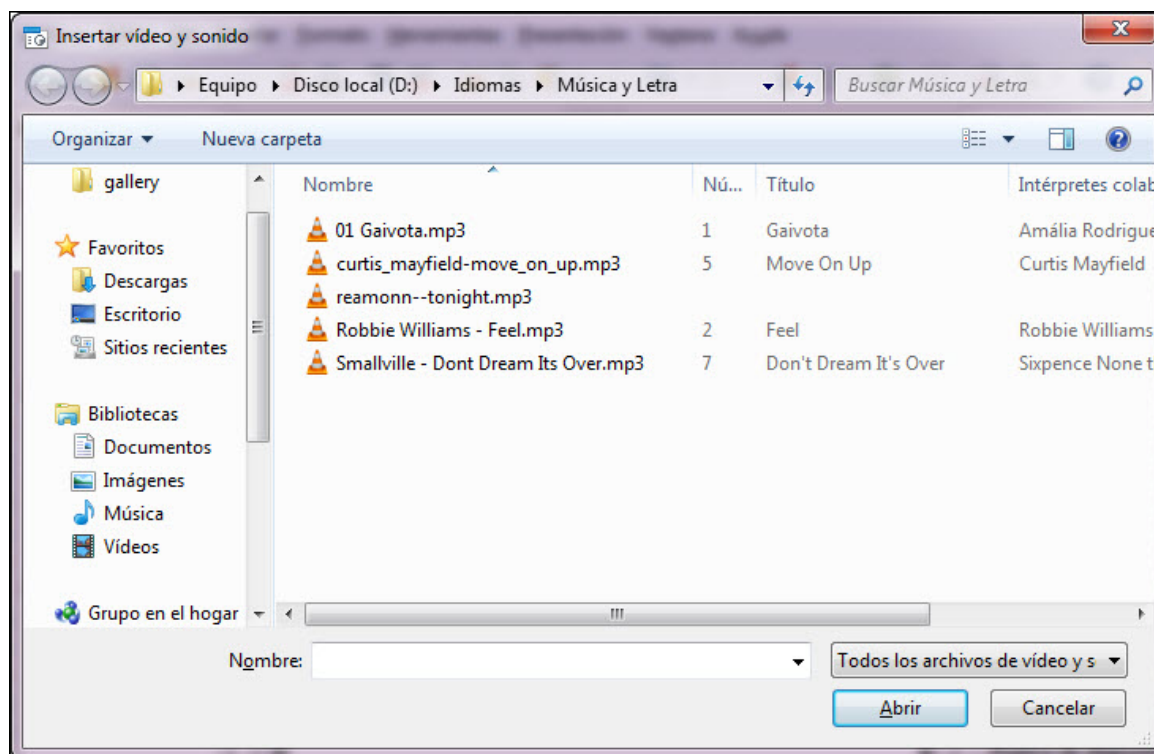 Insertar vídeo y sonido
Equipo Disco local (D:) Idiomas Música y Letra Buscar Música y Letra
Organizar Nueva carpeta
gallery
Favoritos
Descargas
Escritorio
Sitios recientes
Bibliotecas
Documentos
Imágenes
Música
Vídeos
Grupo en el hogar
Nombre Nú... Título Intérpretes colab
01 Gaivota.mp3 1 Gaivota Amália Rodrigue
curtis_mayfield-move_on_up.mp3 5 Move On Up Curtis Mayfield
reamonn--tonight.mp3
Robbie Williams - Feel.mp3 2 Feel Robbie Williams
Smallville - Dont Dream Its Over.mp3 7 Don't Dream It's Over Sixpence None t
Nombre: Todos los archivos de vídeo y s
Abrir Cancelar